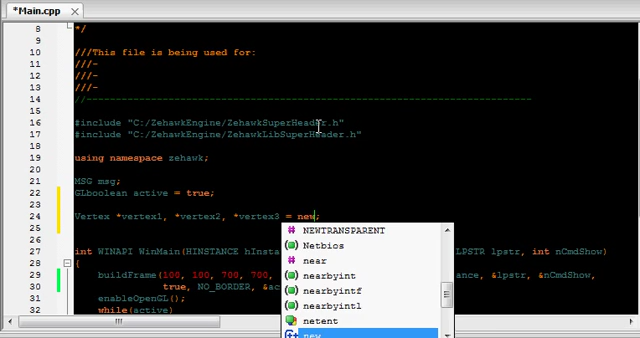 *Main.cpp
8 */
9
10 ///This file is being used for:
11 ///-
12 ///-
13 ///-
14 //
15
16 #include "C:/ZehawkEngine/ZehawkSuperHeader.h"
17 #include "C:/ZehawkEngine/ZehawkLibSuperHeader.h"
18
19 using namespace zehawk;
20
21 MSG msg;
22 GLboolean active = true;
23
24 Vertex *vertex1, *vertex2, *vertex3 = new;
25
NEWTRANSPARENT
Netbios
near
nearbyint
nearbyintf
nearbyintl
netent
new
27 int WINAPI WinMain(HINSTANCE hInsta LPSTR lpstr, int nCmdShow)
28 {
29 buildFrame(100, 100, 700, 700, ance, &lpstr, &nCmdShow,
30 true, NO_BORDER, &ac
31 enableOpenGL();
32 while(active)